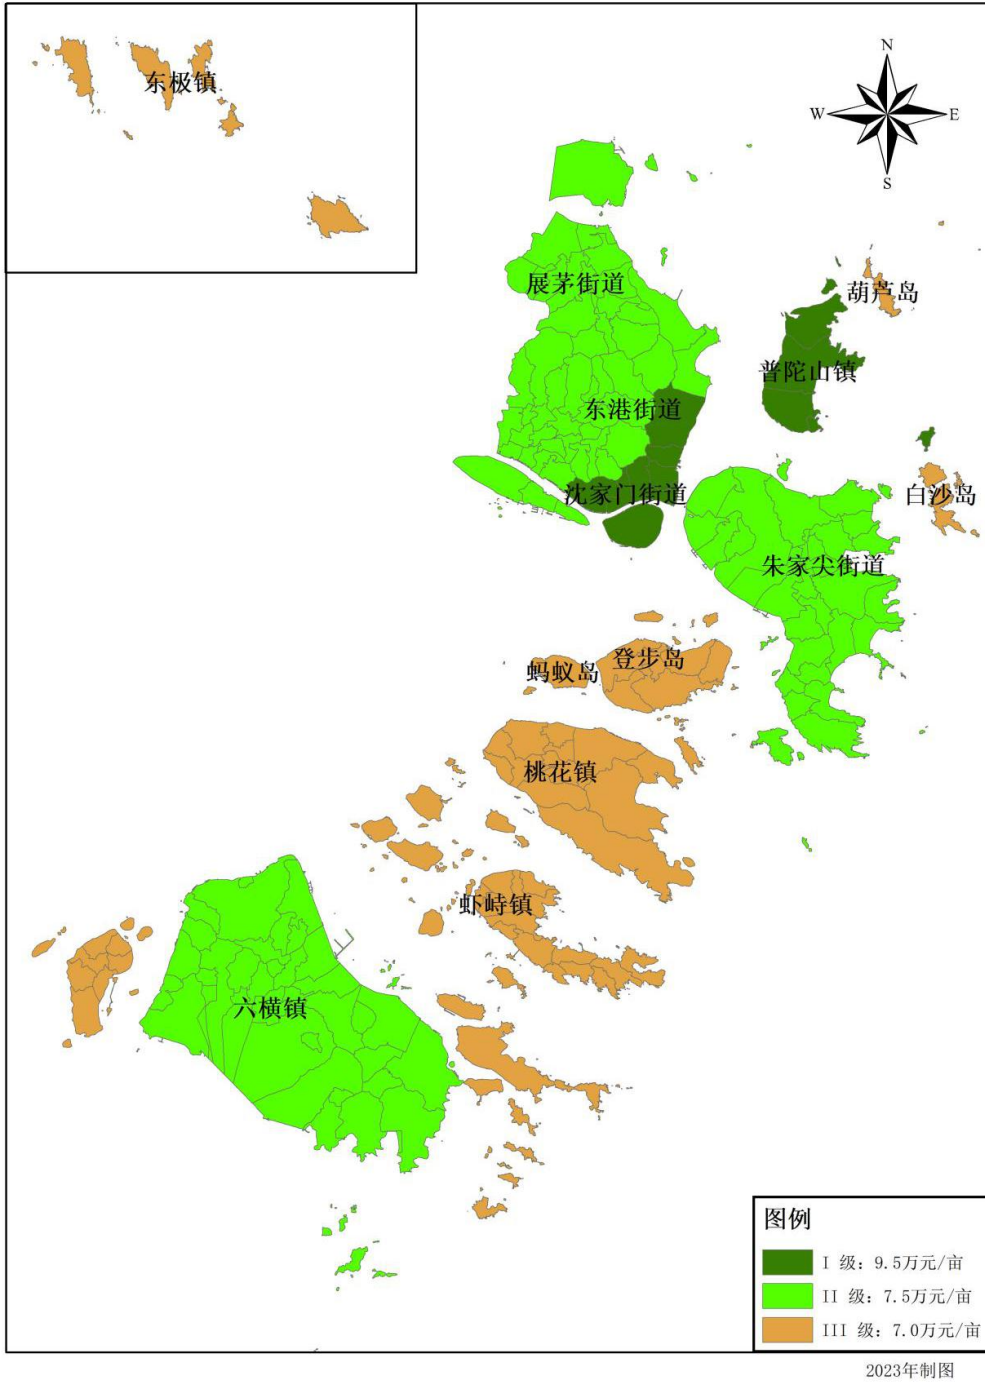 东极镇
N
W
E
S
展茅街道
葫芦岛
普陀山镇
东港街道
沈家门街道
白沙岛
朱家尖街道
登步岛
蚂蚁岛
桃花镇
虾峙镇
六横镇
图例
I 级：9.5万元/亩
II 级：7.5万元/亩
III 级：7.0万元/亩
2023年制图